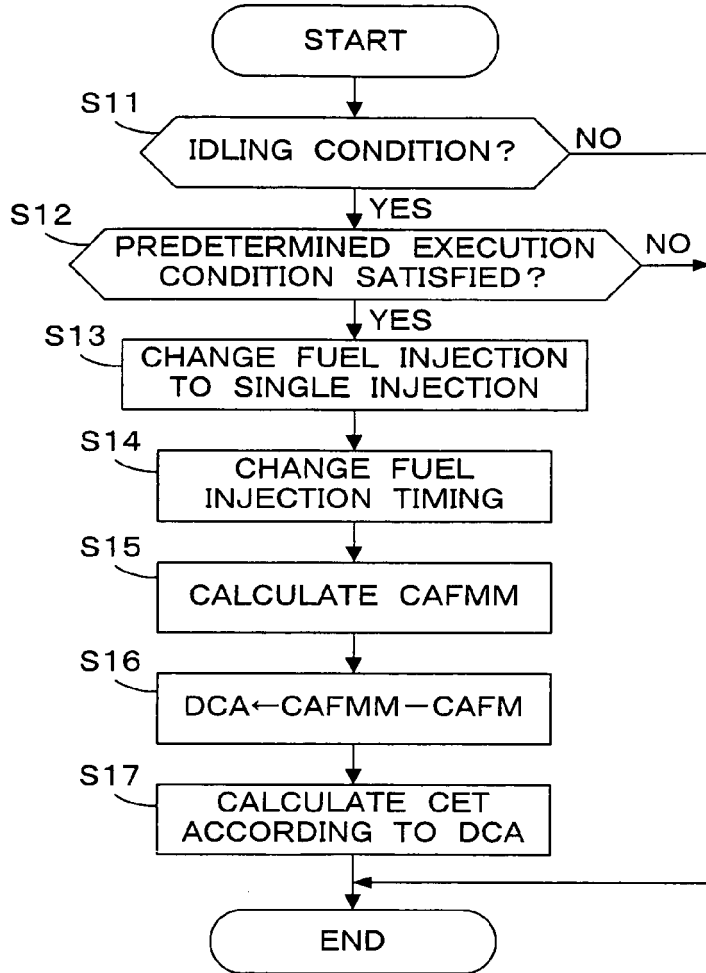 START
S11
IDLING CONDITION?
NO
YES
S12
PREDETERMINED EXECUTION
CONDITION SATISFIED?
NO
YES
S13
CHANGE FUEL INJECTION
TO SINGLE INJECTION
S14
CHANGE FUEL
INJECTION TIMING
S15
CALCULATE CAFMM
S16
DCA←CAFMM−CAFM
S17
CALCULATE CET
ACCORDING TO DCA
END